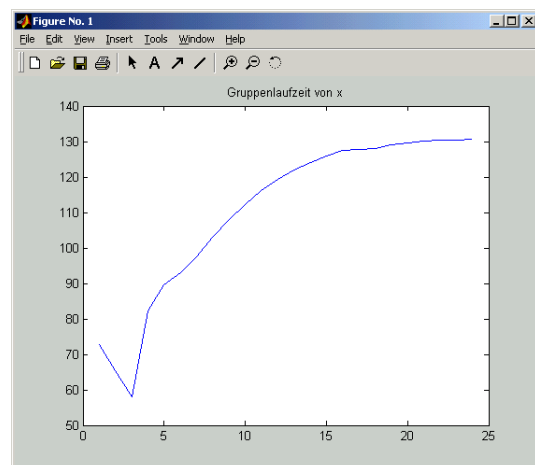 Figure No. 1
File Edit View Insert Tools Window Help
A
Gruppenlaufzeit von x
140
130
120
110
100
90
80
70
60
50
0 5 10 15 20 25